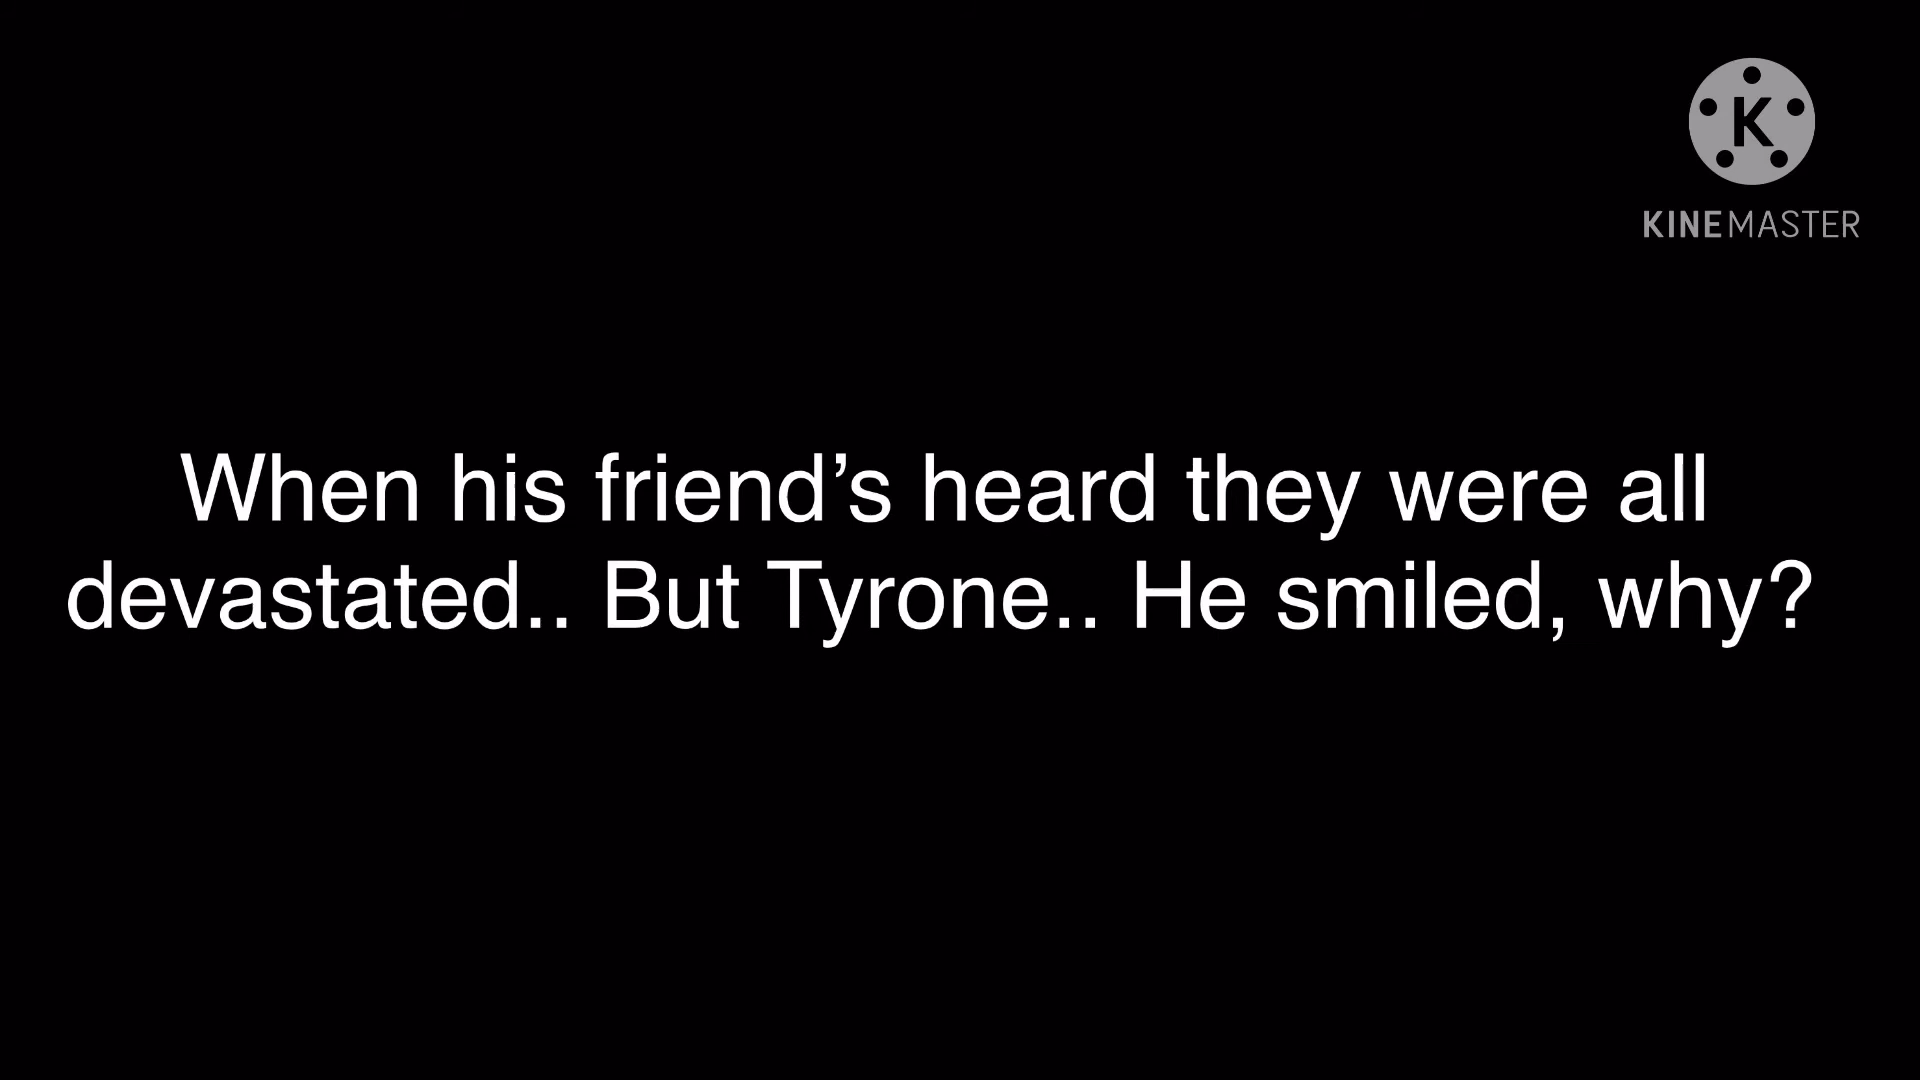 K
KINEMASTER
When his friend’s heard they were all
devastated.. But Tyrone.. He smiled, why?